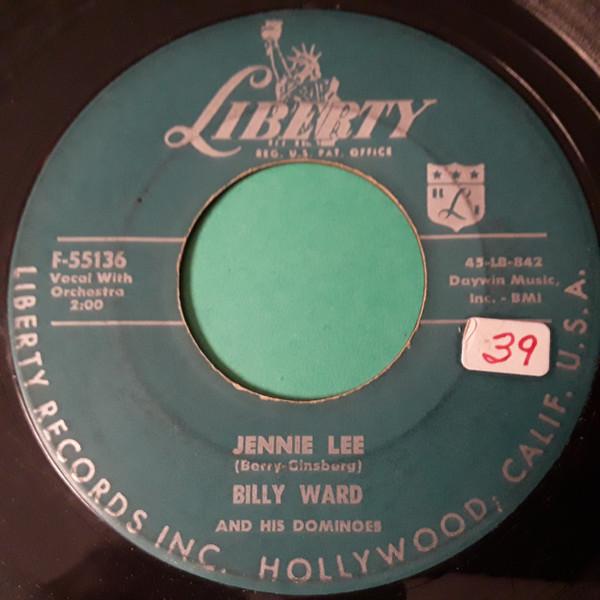 LIBERTY
REG. U.S. PAT. OFFICE
"L"
F-55136
Vocal With
Orchestra
2:00
45-LB-842
Daywin Music,
Inc. - BMI
39
JENNIE LEE
(Berry-Ginsburg)
BILLY WARD
AND HIS DOMINOES
LIBERTY RECORDS INC. HOLLYWOOD, CALIF. U.S.A.